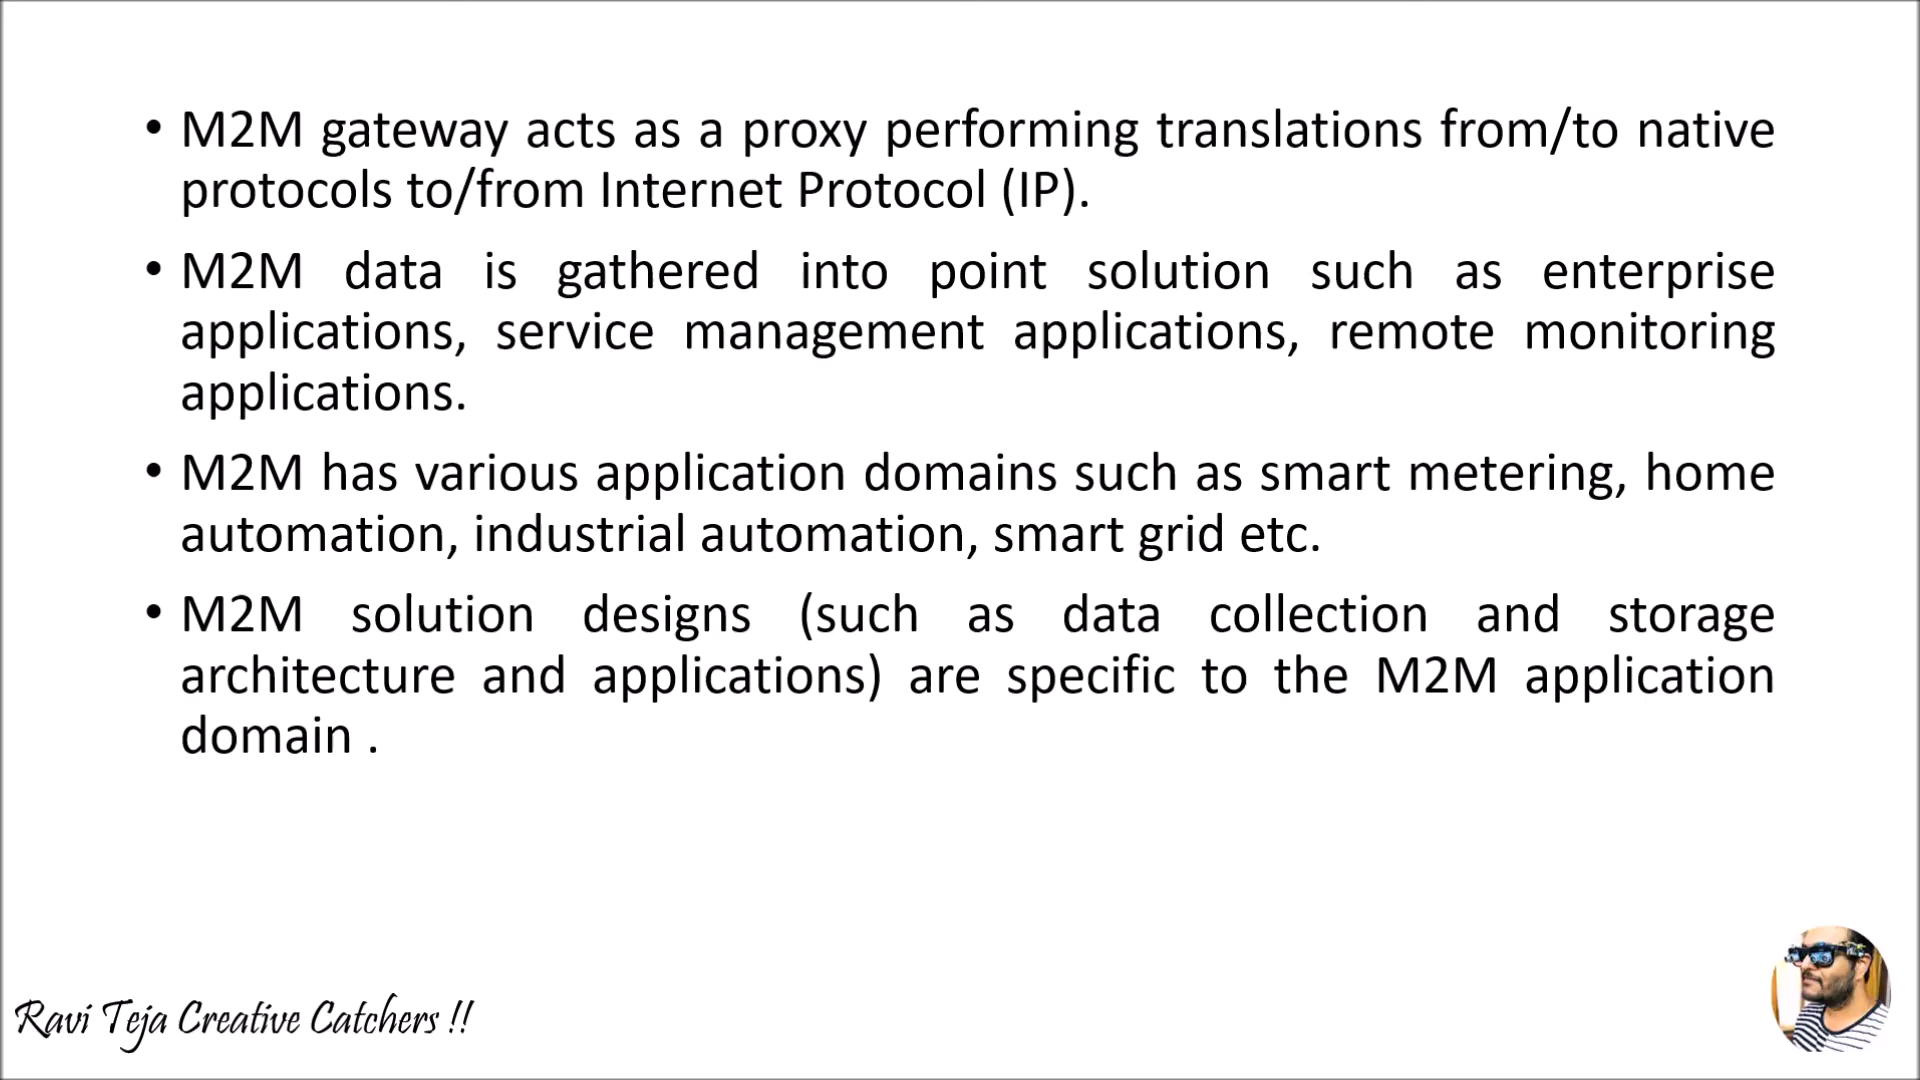 • M2M gateway acts as a proxy performing translations from/to native
protocols to/from Internet Protocol (IP).
• M2M data is gathered into point solution such as enterprise
applications, service management applications, remote monitoring
applications.
• M2M has various application domains such as smart metering, home
automation, industrial automation, smart grid etc.
• M2M solution designs (such as data collection and storage
architecture and applications) are specific to the M2M application
domain .
Ravi Teja Creative Catchers !!